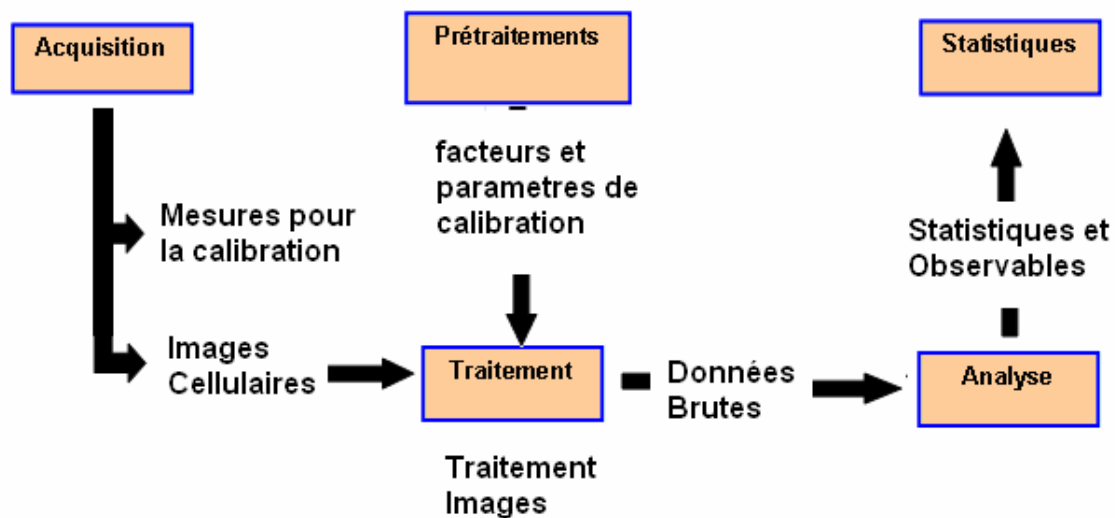 Acquisition
Prétraitements
Statistiques
facteurs et
parametres de
calibration
Mesures pour
la calibration
Statistiques et
Observables
Images
Cellulaires
Traitement
Données
Brutes
Analyse
Traitement
Images